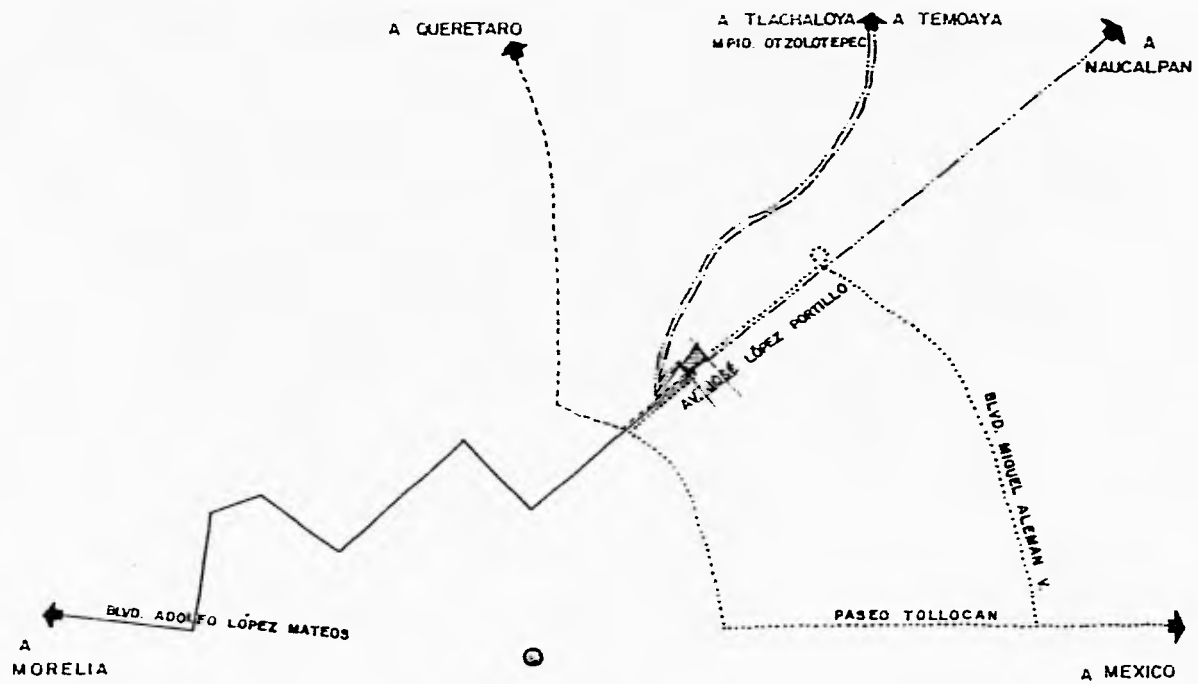 A QUERETARO
A TLACHALOYA
MPIO. OTZOLOTEPEC
A TEMOAYA
A
NAUCALPAN
AV. JOSÉ LÓPEZ PORTILLO
BLVD. MIGUEL ALEMAN V.
BLVD. ADOLFO LÓPEZ MATEOS
PASEO TOLLOCAN
A
MORELIA
A MEXICO